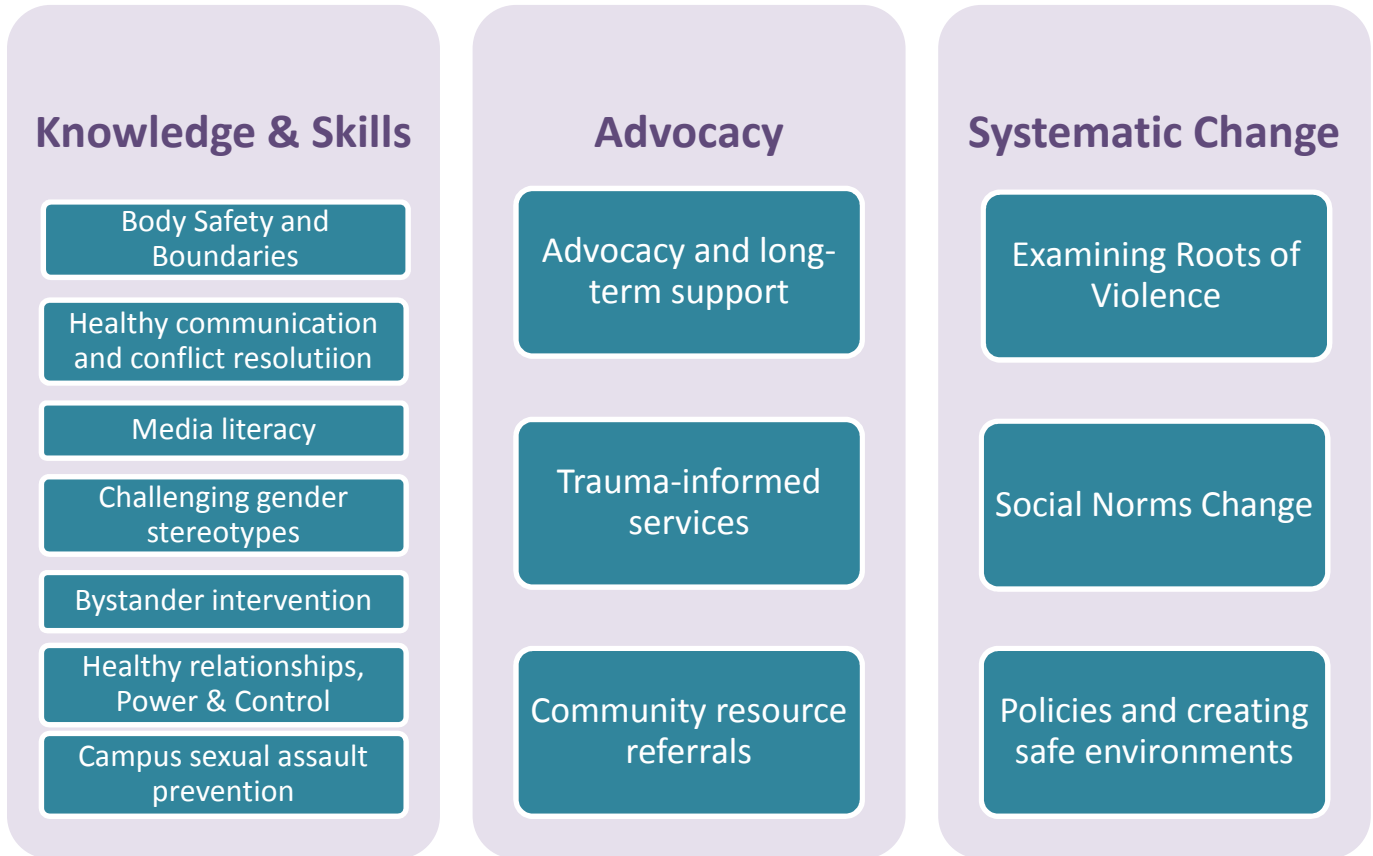 Knowledge & Skills
Body Safety and
Boundaries
Healthy communication
and conflict resolutiion
Media literacy
Challenging gender
stereotypes
Bystander intervention
Healthy relationships,
Power & Control
Campus sexual assault
prevention
Advocacy
Advocacy and long-
term support
Trauma-informed
services
Community resource
referrals
Systematic Change
Examining Roots of
Violence
Social Norms Change
Policies and creating
safe environments